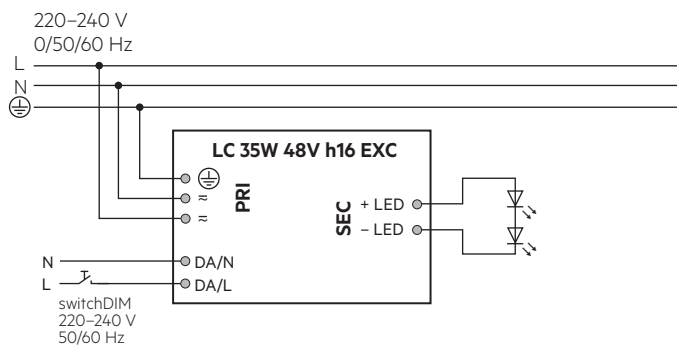 220–240 V
0/50/60 Hz
L
N
LC 35W 48V h16 EXC
PRI
≂
≂
SEC
+ LED
– LED
N
DA/N
L
DA/L
switchDIM
220–240 V
50/60 Hz